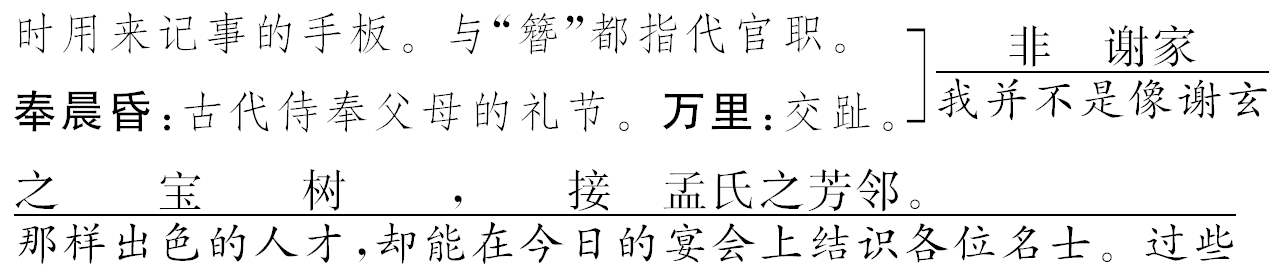 时用来记事的手板。与“簪”都指代官职。
奉晨昏：古代侍奉父母的礼节。万里：交趾。
非 谢家
我并不是像谢玄
之宝树，接孟氏之芳邻。
那样出色的人才，却能在今日的宴会上结识各位名士。过些